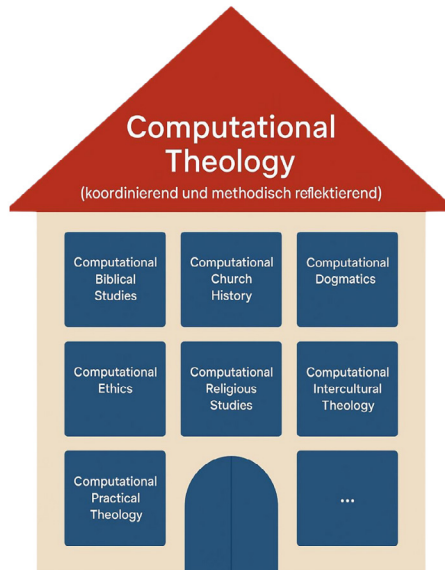 Computational
Theology
(koordinierend und methodisch reflektierend)
Computational
Biblical
Studies
Computational
Church
History
Computational
Dogmatics
Computational
Ethics
Computational
Religious
Studies
Computational
Intercultural
Theology
Computational
Practical
Theology
...